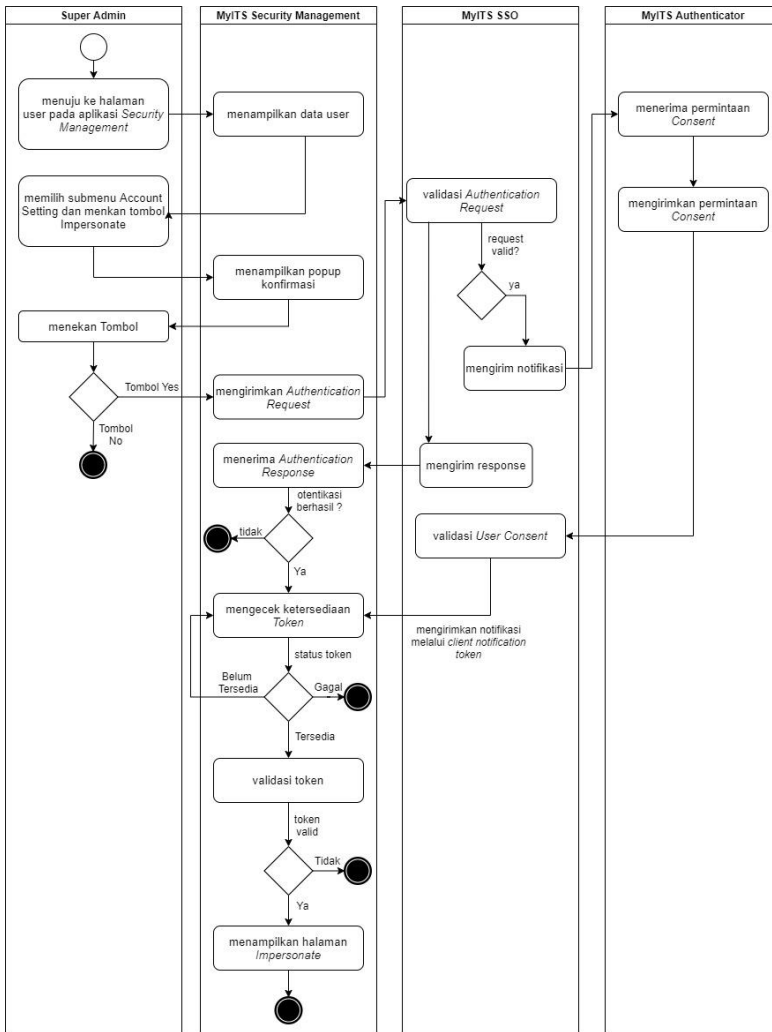 Super Admin
MyITS Security Management
MyITS SSO
MyITS Authenticator
menuju ke halaman
user pada aplikasi Security
Management
menampilkan data user
menerima permintaan
Consent
memilih submenu Account
Setting dan menkan tombol
Impersonate
validasi Authentication
Request
mengirimkan permintaan
Consent
request
valid?
menampilkan popup
konfirmasi
ya
menekan Tombol
mengirim notifikasi
Tombol Yes
mengirimkan Authentication
Request
Tombol
No
menerima Authentication
Response
mengirim response
otentikasi
berhasil ?
tidak
validasi User Consent
Ya
mengecek ketersediaan
Token
mengirimkan notifikasi
melalui client notification
token
status token
Belum
Tersedia
Gagal
Tersedia
validasi token
token
valid
Tidak
Ya
menampilkan halaman
Impersonate